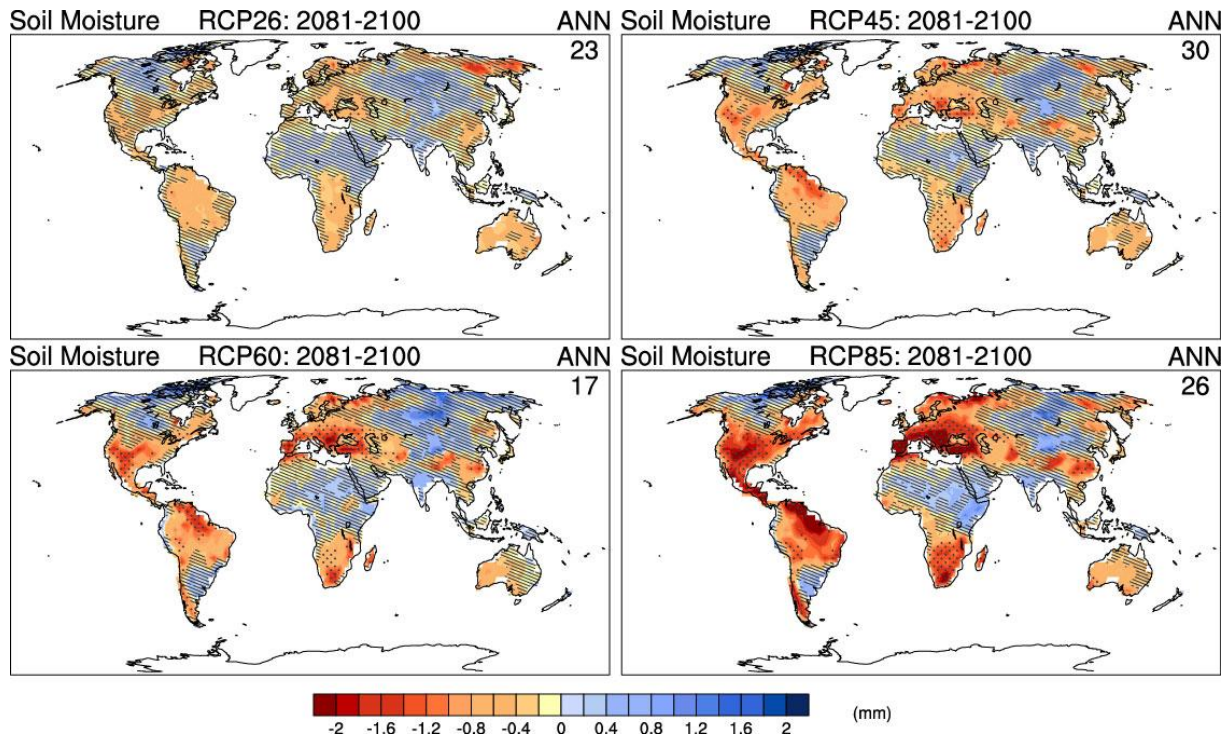 Soil Moisture RCP26: 2081-2100 ANN
23
Soil Moisture RCP45: 2081-2100 ANN
30
Soil Moisture RCP60: 2081-2100 ANN
17
Soil Moisture RCP85: 2081-2100 ANN
26
-2 -1.6 -1.2 -0.8 -0.4 0 0.4 0.8 1.2 1.6 2 (mm)